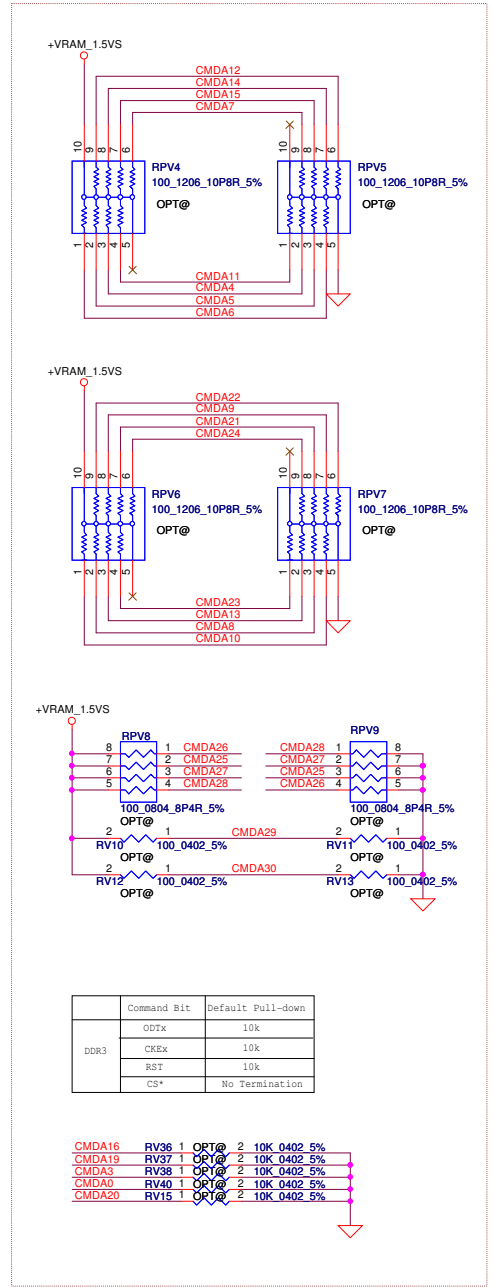 +VRAM_1.5VS
CMDA12
CMDA14
CMDA15
CMDA7
10 9 8 7 6 10 9 8 7 6
RPV4 RPV5
100_1206_10P8R_5% 100_1206_10P8R_5%
OPT@ OPT@
1 2 3 4 5 1 2 3 4 5
CMDA11
CMDA4
CMDA5
CMDA6
+VRAM_1.5VS
CMDA22
CMDA9
CMDA21
CMDA24
10 9 8 7 6 10 9 8 7 6
RPV6 RPV7
100_1206_10P8R_5% 100_1206_10P8R_5%
OPT@ OPT@
1 2 3 4 5 1 2 3 4 5
CMDA23
CMDA13
CMDA8
CMDA10
+VRAM_1.5VS
RPV8 RPV9
8 1 CMDA26 CMDA28 1 8
7 2 CMDA25 CMDA27 2 7
6 3 CMDA27 CMDA25 3 6
5 4 CMDA28 CMDA26 4 5
100_0804_8P4R_5% 100_0804_8P4R_5%
OPT@ OPT@
2 1 CMDA29 2 1
RV10 100_0402_5% RV11 100_0402_5%
OPT@ OPT@
2 1 CMDA30 2 1
RV12 100_0402_5% RV13 100_0402_5%
OPT@ OPT@
Command Bit Default Pull-down
DDR3
ODTx 10k
CKEx 10k
RST 10k
CS* No Termination
CMDA16 RV36 1 OPT@ 2 10K_0402_5%
CMDA19 RV37 1 OPT@ 2 10K_0402_5%
CMDA3 RV38 1 OPT@ 2 10K_0402_5%
CMDA0 RV40 1 OPT@ 2 10K_0402_5%
CMDA20 RV15 1 OPT@ 2 10K_0402_5%